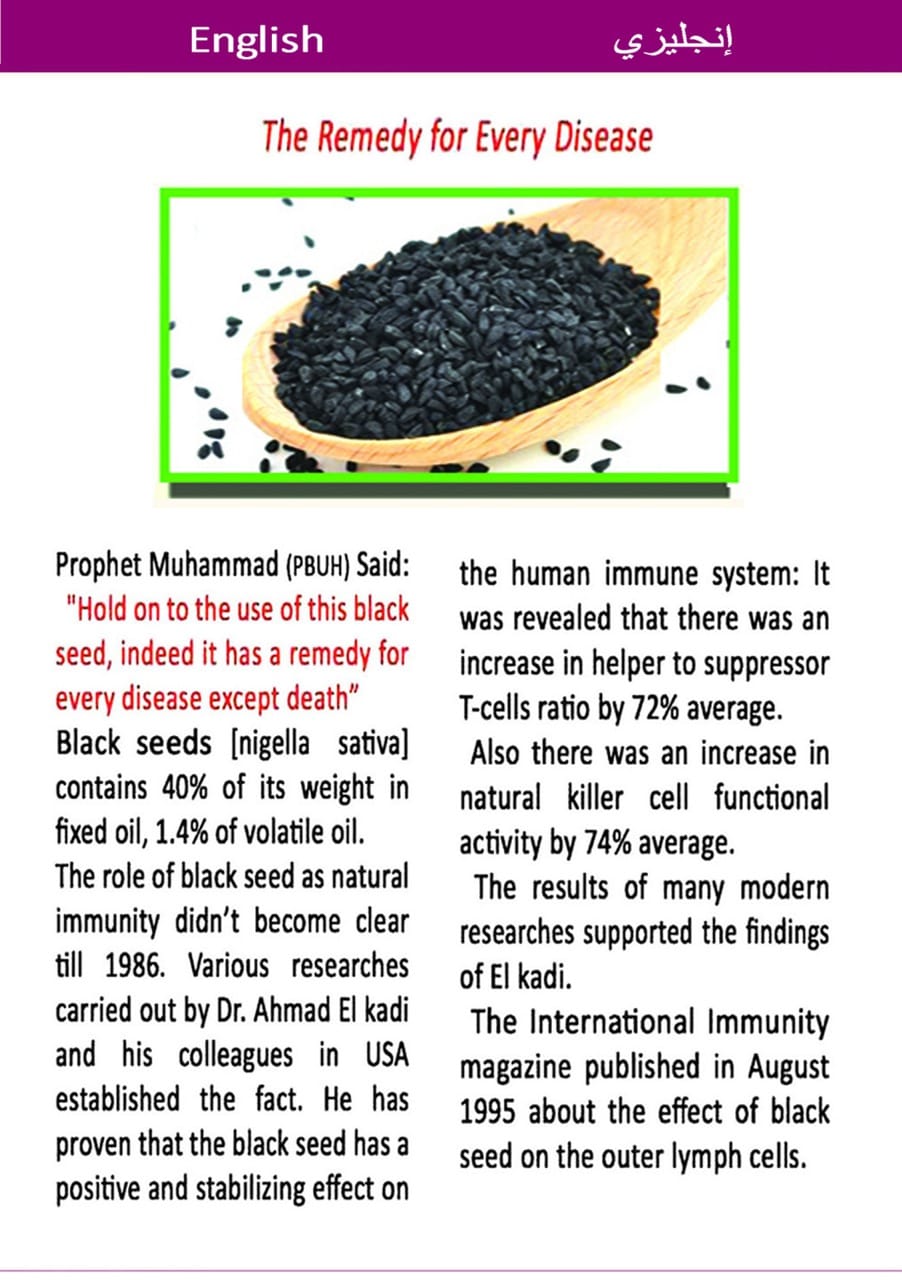 English
إنجليزي
The Remedy for Every Disease
Prophet Muhammad (PBUH) Said:
"Hold on to the use of this black
seed, indeed it has a remedy for
every disease except death”
Black seeds [nigella sativa]
contains 40% of its weight in
fixed oil, 1.4% of volatile oil.
The role of black seed as natural
immunity didn’t become clear
till 1986. Various researches
carried out by Dr. Ahmad El kadi
and his colleagues in USA
established the fact. He has
proven that the black seed has a
positive and stabilizing effect on
the human immune system: It
was revealed that there was an
increase in helper to suppressor
T-cells ratio by 72% average.
Also there was an increase in
natural killer cell functional
activity by 74% average.
The results of many modern
researches supported the findings
of El kadi.
The International Immunity
magazine published in August
1995 about the effect of black
seed on the outer lymph cells.